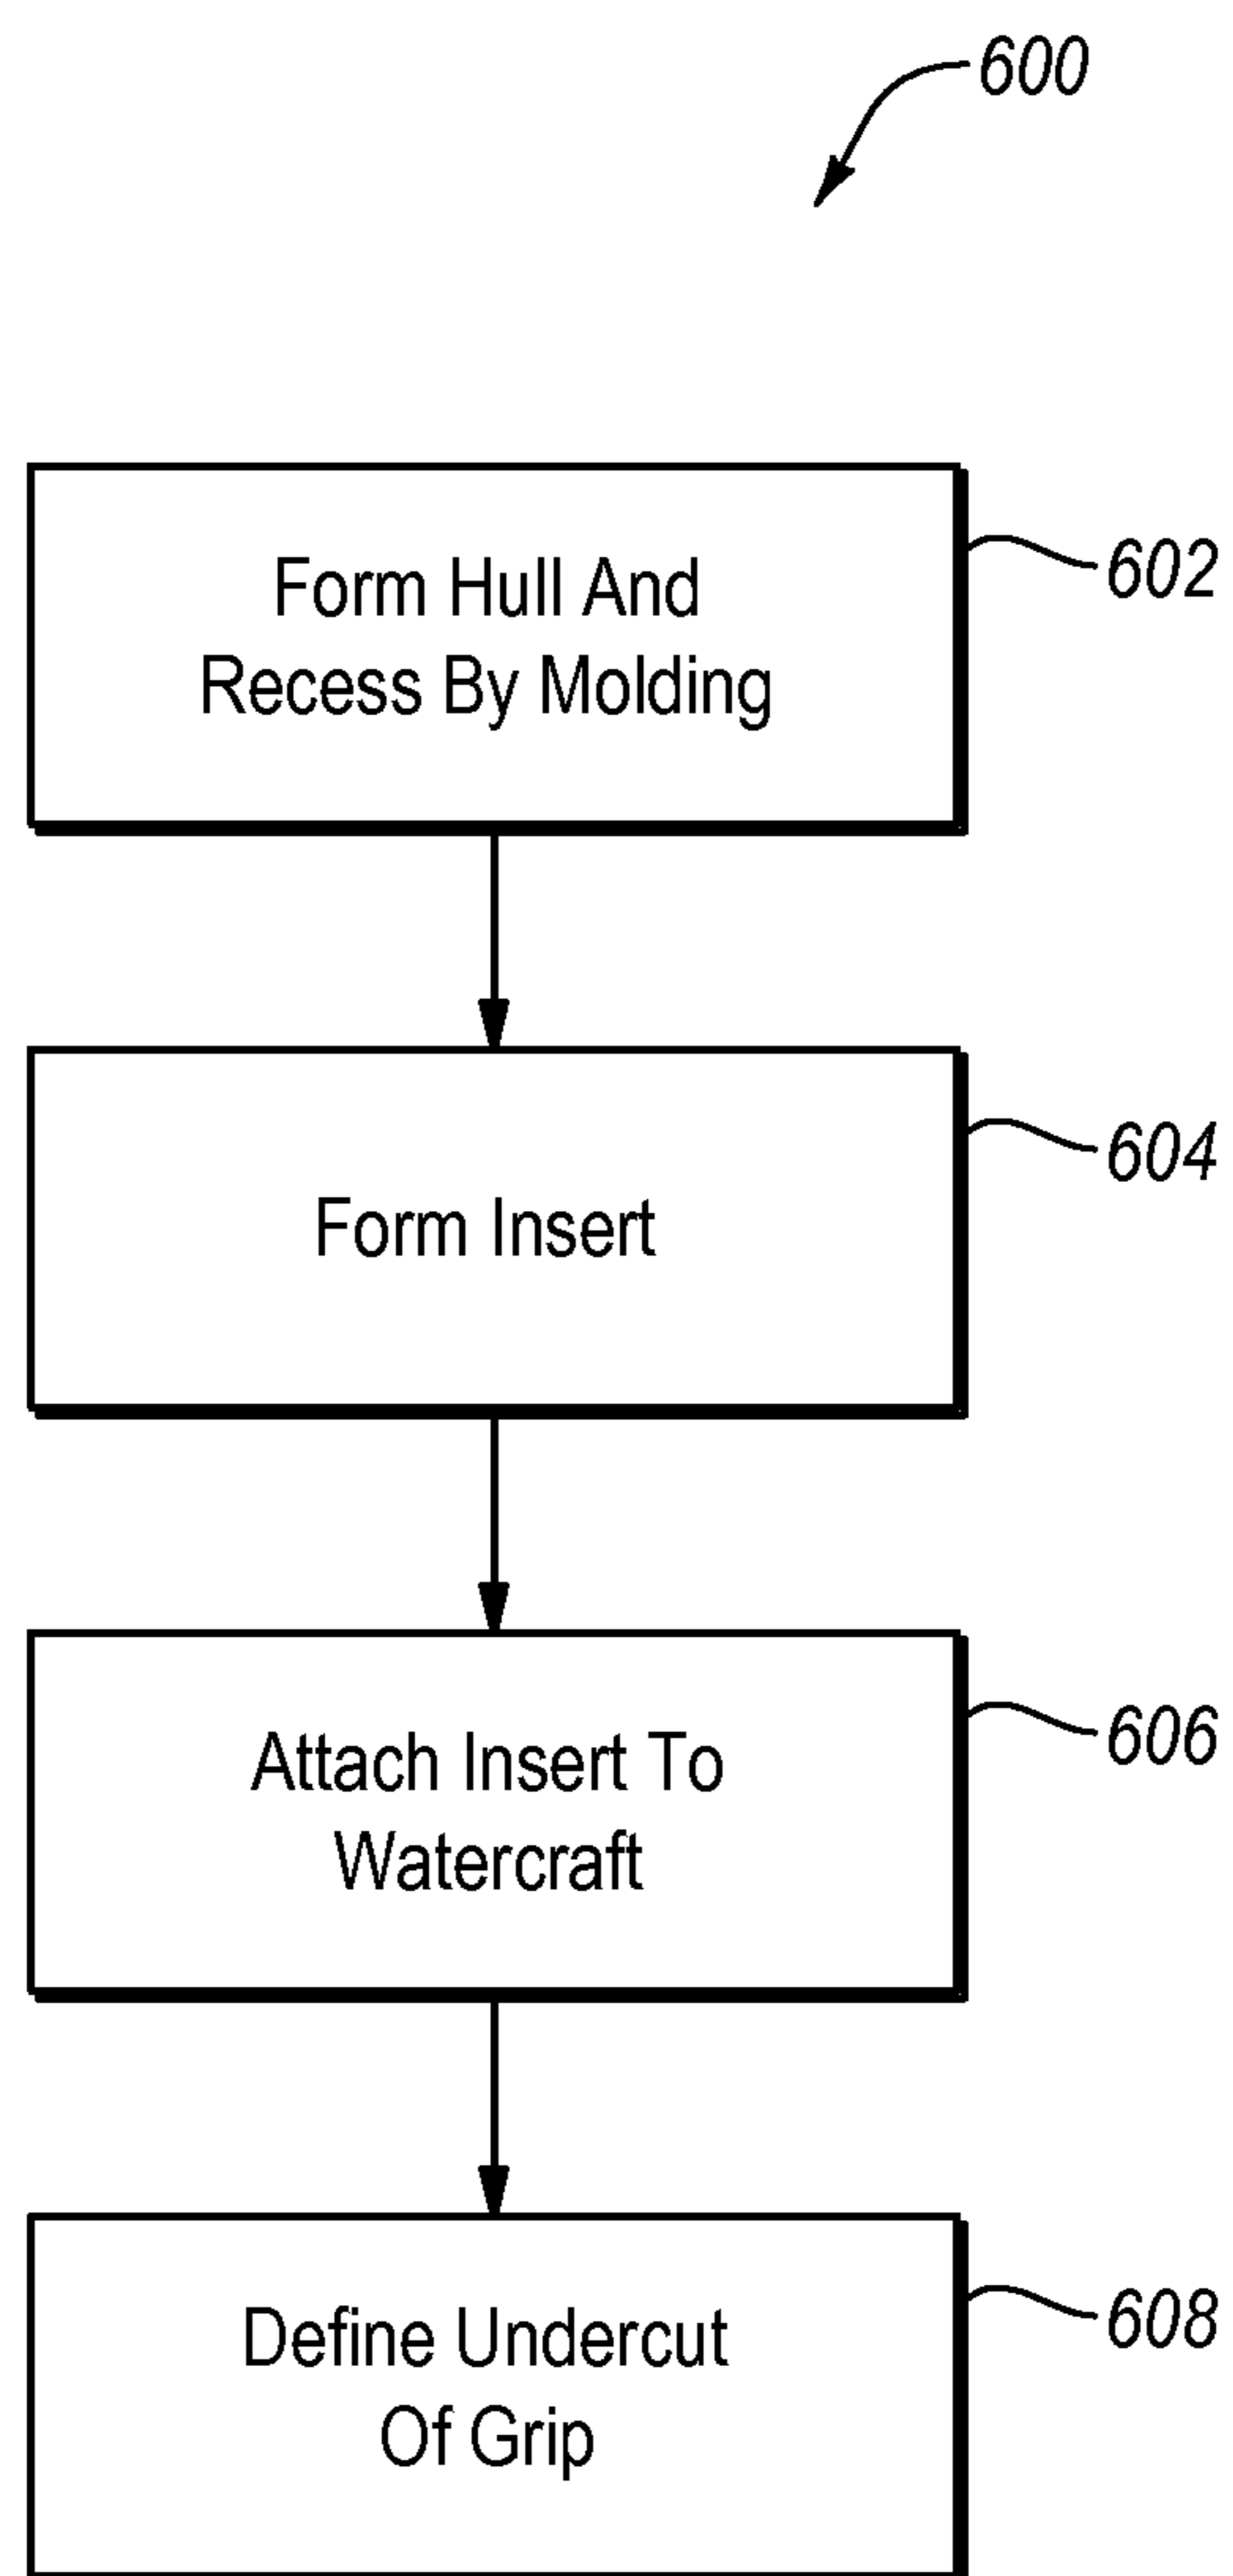 600
Form Hull And
Recess By Molding
602
Form Insert
604
Attach Insert To
Watercraft
606
Define Undercut
Of Grip
608